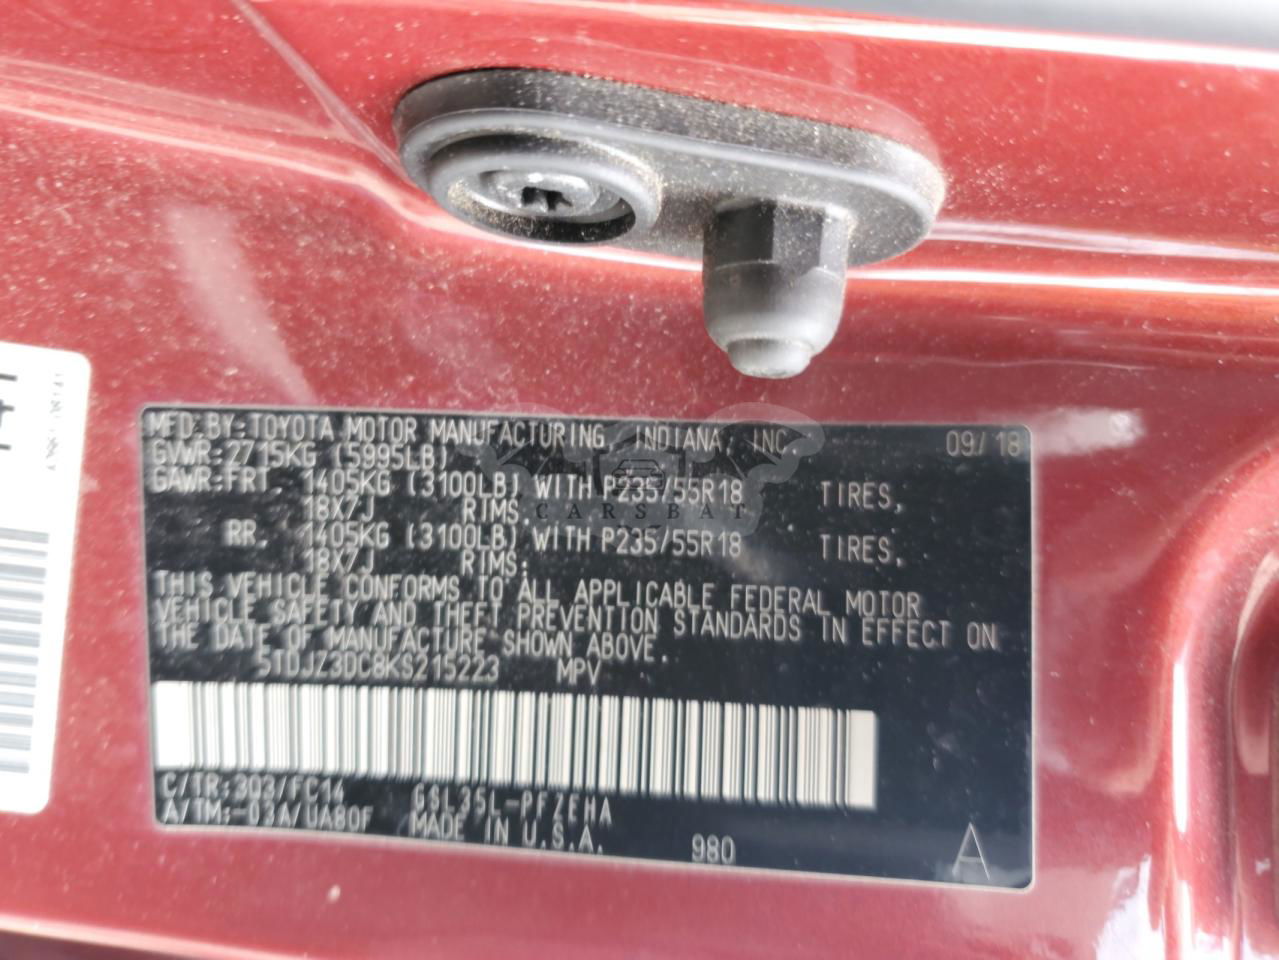 MFD BY: TOYOTA MOTOR MANUFACTURING, INDIANA, INC. 09/18
GVWR: 2715KG (5995LB)
GAWR: FRT 1405KG (3100LB) WITH P235/55R18 TIRES,
18X7J RIMS,
RR. 1405KG (3100LB) WITH P235/55R18 TIRES,
18X7J RIMS.
THIS VEHICLE CONFORMS TO ALL APPLICABLE FEDERAL MOTOR
VEHICLE SAFETY AND THEFT PREVENTION STANDARDS IN EFFECT ON
THE DATE OF MANUFACTURE SHOWN ABOVE.
5TDJZ3DC8KS215223 MPV
C/TR: 3Q3/FC14 GSL35L-PFZEHA
A/TM: -03A/UA80F MADE IN U.S.A. 980 A
CARSBAT